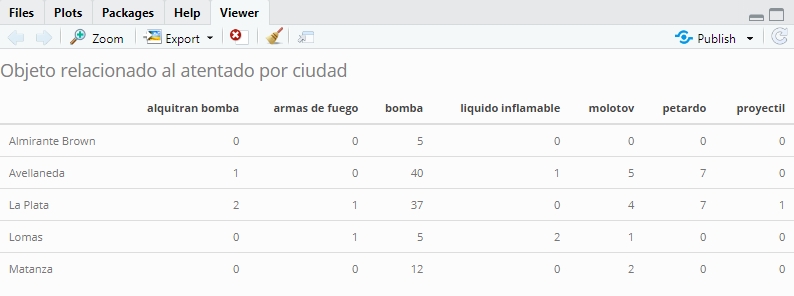 Files Plots Packages Help Viewer
Zoom Export Publish
Objeto relacionado al atentado por ciudad
alquitran bomba armas de fuego bomba liquido inflamable molotov petardo proyectil
Almirante Brown 0 0 5 0 0 0 0
Avellaneda 1 0 40 1 5 7 0
La Plata 2 1 37 0 4 7 1
Lomas 0 1 5 2 1 0 0
Matanza 0 0 12 0 2 0 0